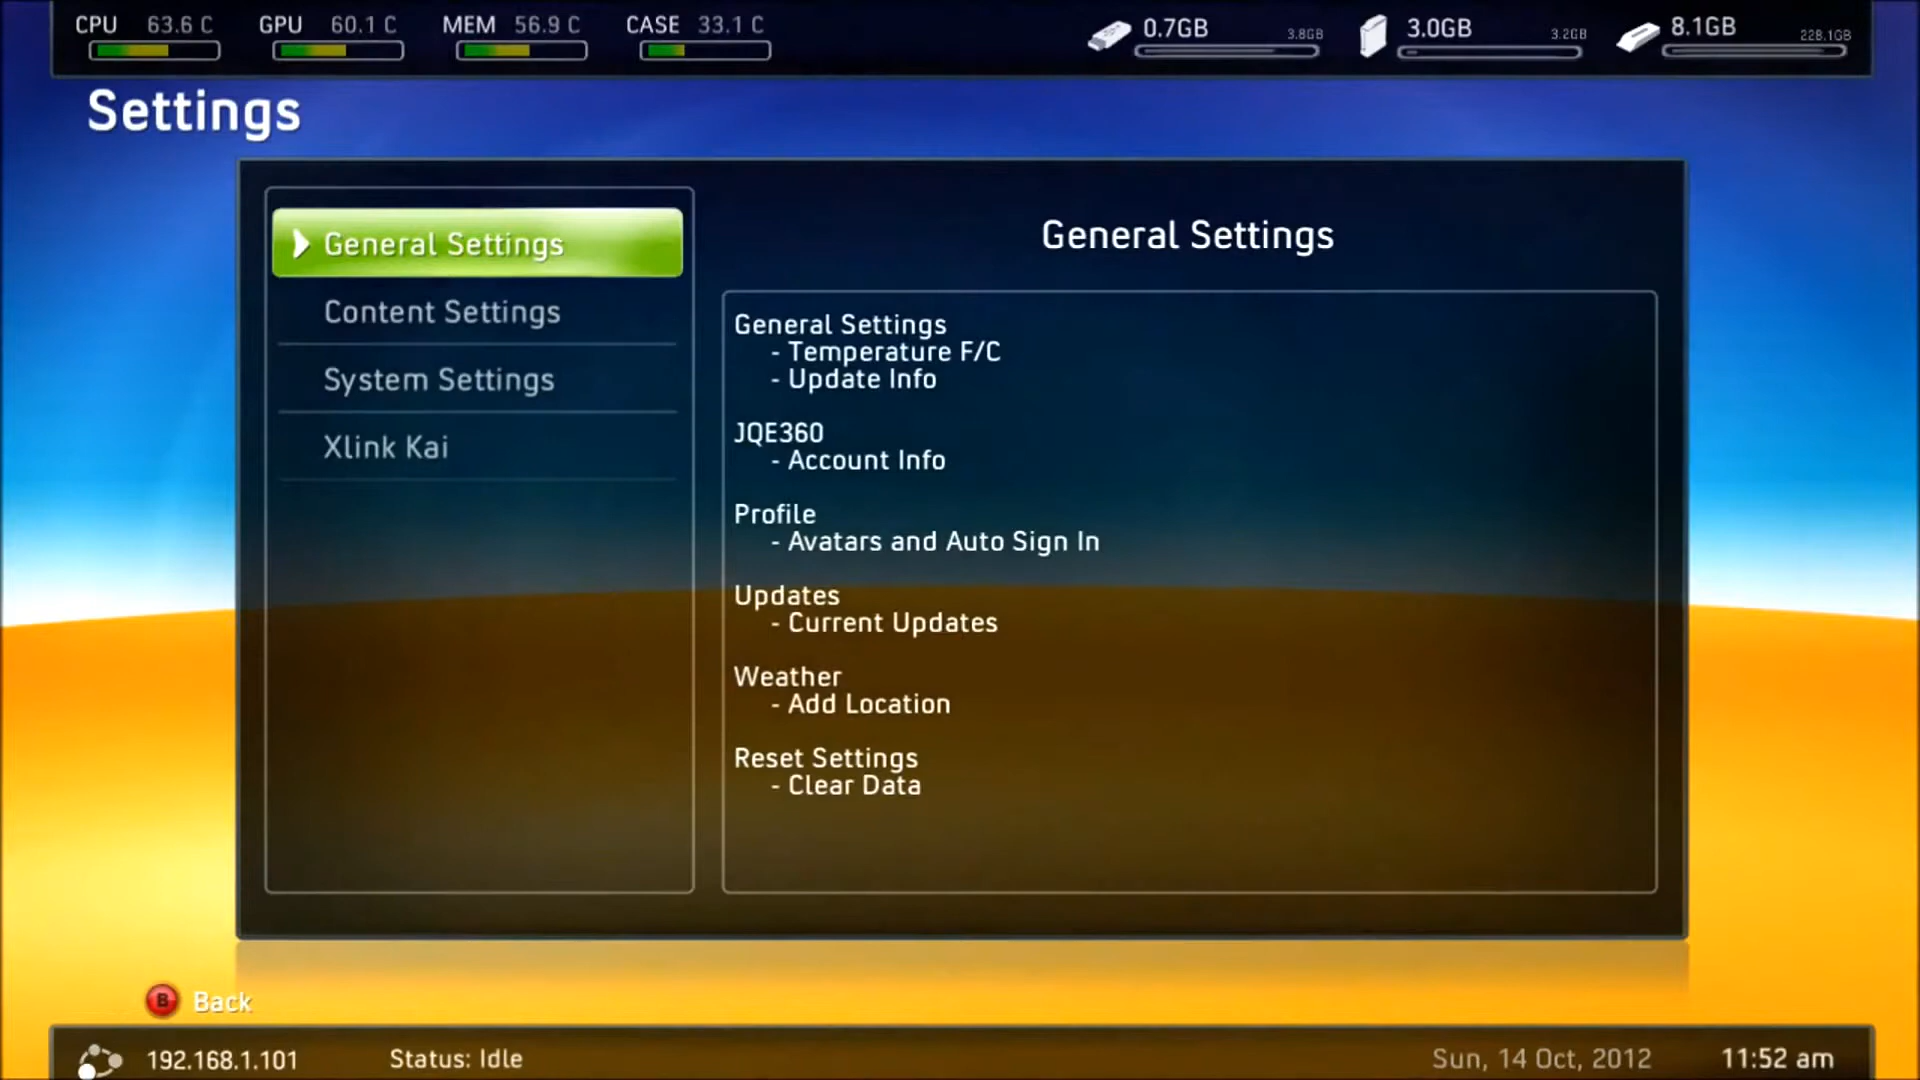 CPU 63.6 C GPU 60.1 C MEM 56.9 C CASE 33.1 C 0.7GB 3.8GB 3.0GB 3.2GB 8.1GB 228.1GB
Settings
General Settings
Content Settings
System Settings
Xlink Kai
General Settings
General Settings
- Temperature F/C
- Update Info
JQE360
- Account Info
Profile
- Avatars and Auto Sign In
Updates
- Current Updates
Weather
- Add Location
Reset Settings
- Clear Data
B Back
192.168.1.101 Status: Idle Sun, 14 Oct, 2012 11:52 am